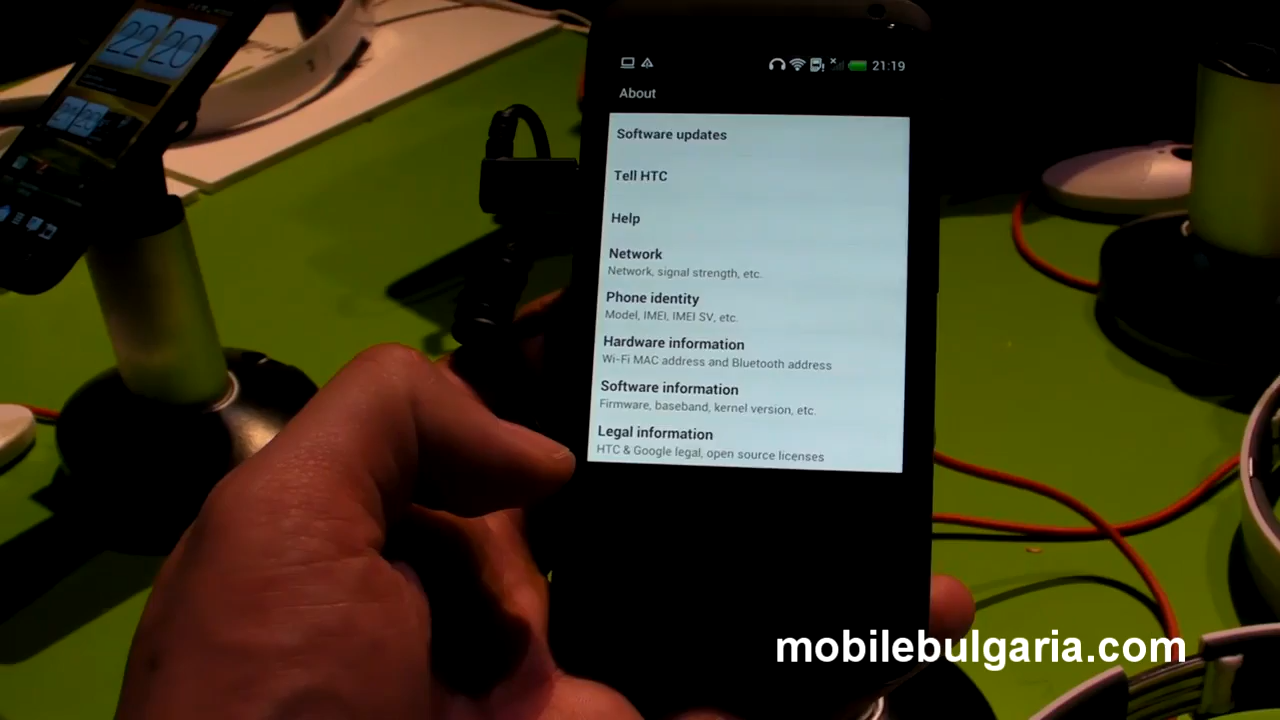 22 20
21:19
About
Software updates
Tell HTC
Help
Network
Network, signal strength, etc.
Phone identity
Model, IMEI, IMEI SV, etc.
Hardware information
Wi-Fi MAC address and Bluetooth address
Software information
Firmware, baseband, kernel version, etc.
Legal information
HTC & Google legal, open source licenses
mobilebulgaria.com